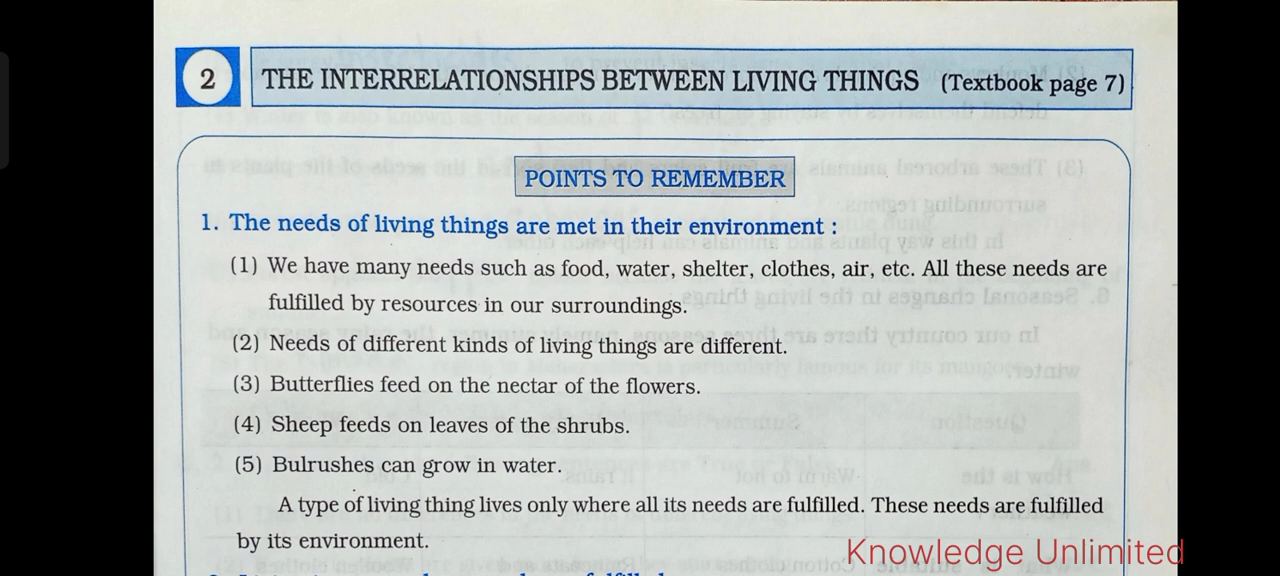 2 THE INTERRELATIONSHIPS BETWEEN LIVING THINGS (Textbook page 7)
POINTS TO REMEMBER
1. The needs of living things are met in their environment :
(1) We have many needs such as food, water, shelter, clothes, air, etc. All these needs are
fulfilled by resources in our surroundings.
(2) Needs of different kinds of living things are different.
(3) Butterflies feed on the nectar of the flowers.
(4) Sheep feeds on leaves of the shrubs.
(5) Bulrushes can grow in water.
A type of living thing lives only where all its needs are fulfilled. These needs are fulfilled
by its environment.
Knowledge Unlimited